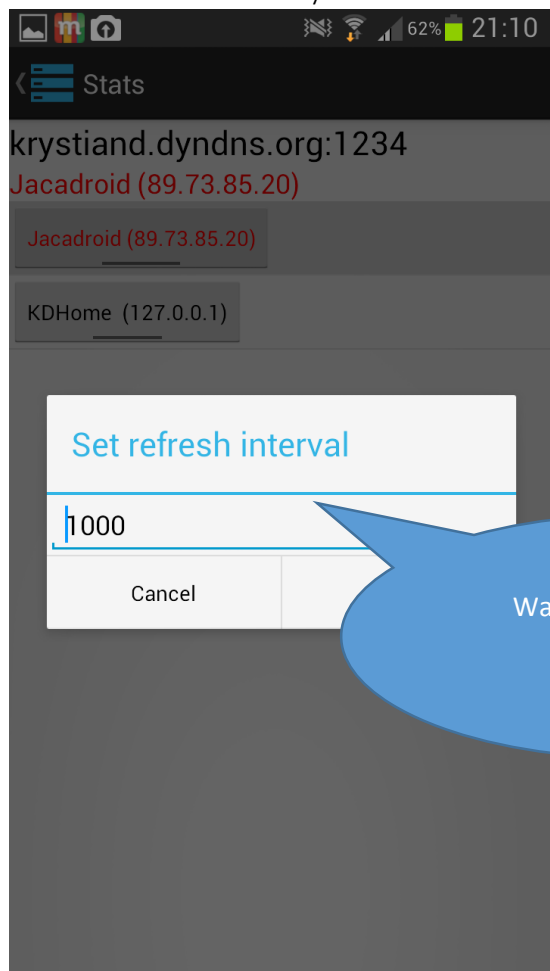 62% 21:10
Stats
krystiand.dyndns.org:1234
Jacadroid (89.73.85.20)
Jacadroid (89.73.85.20)
KDHome (127.0.0.1)
Set refresh interval
1000
Cancel
Wa